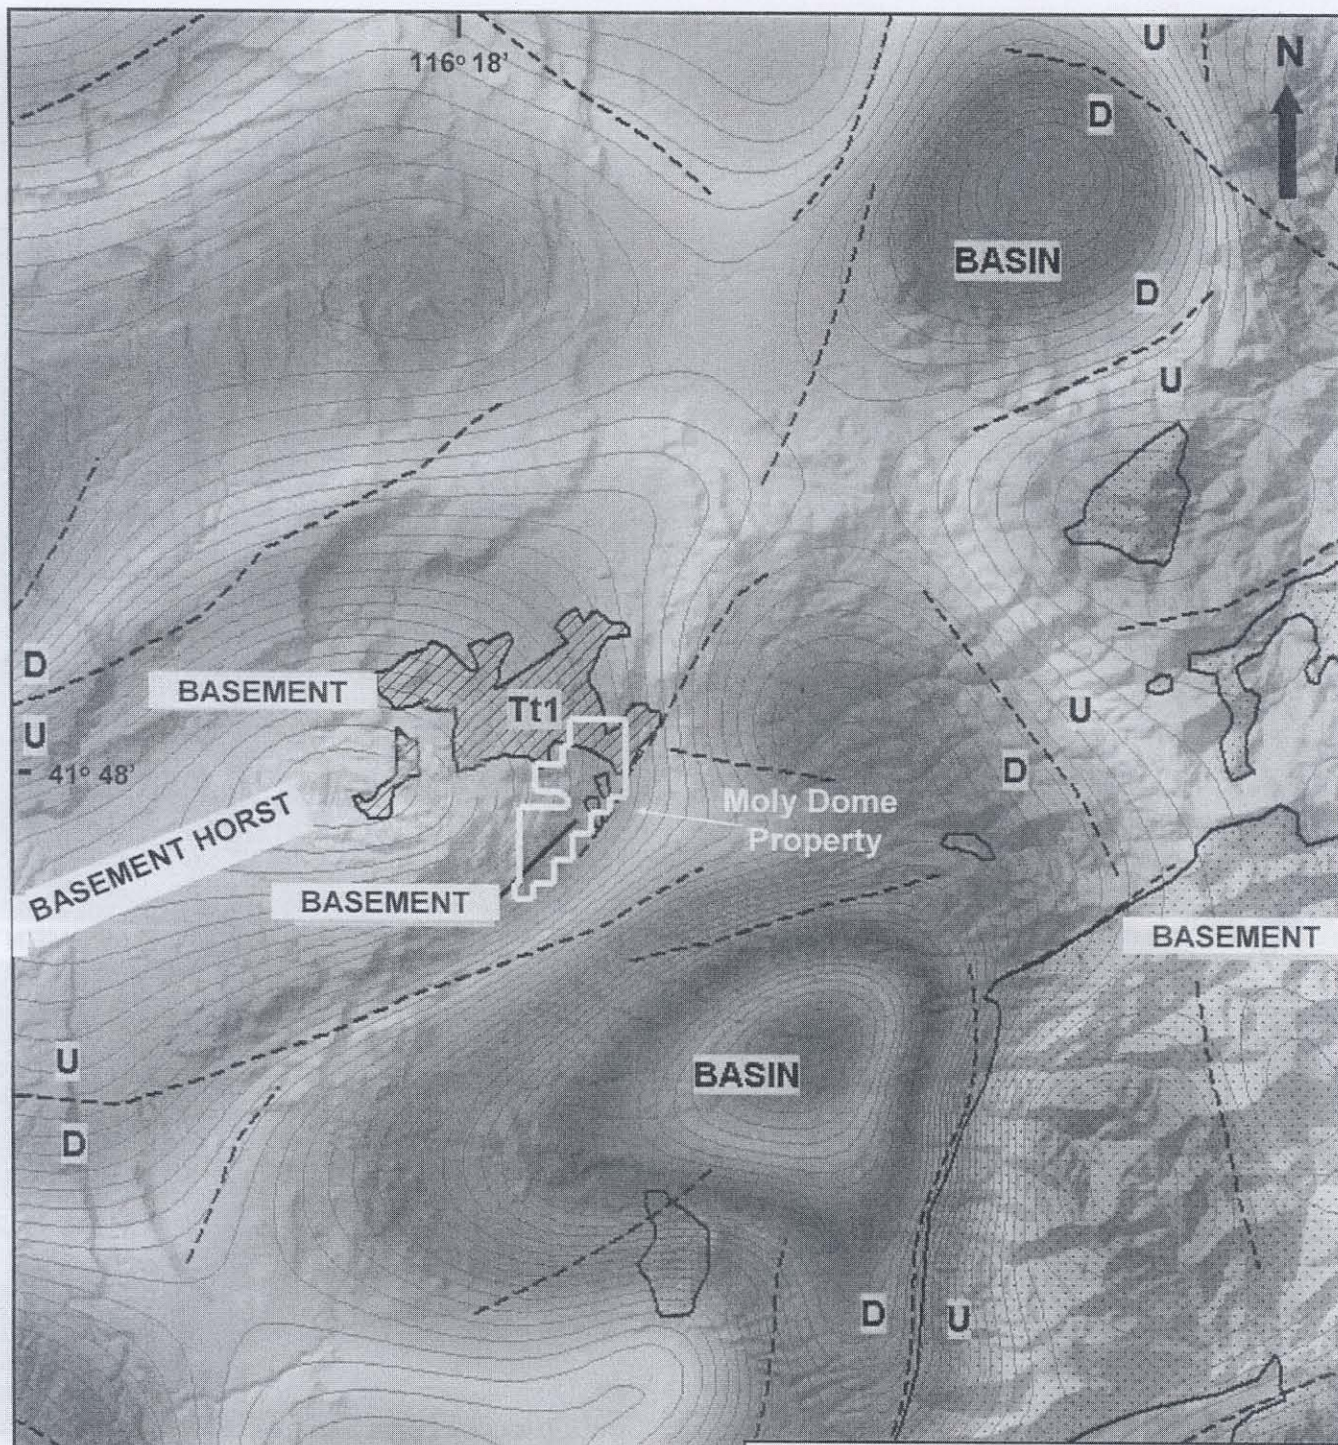 U
N
116° 18'
D
BASIN
D
U
D
BASEMENT
Tt1
U
U
41° 48'
D
Moly Dome
Property
BASEMENT HORST
BASEMENT
BASEMENT
U
BASIN
D
D
U